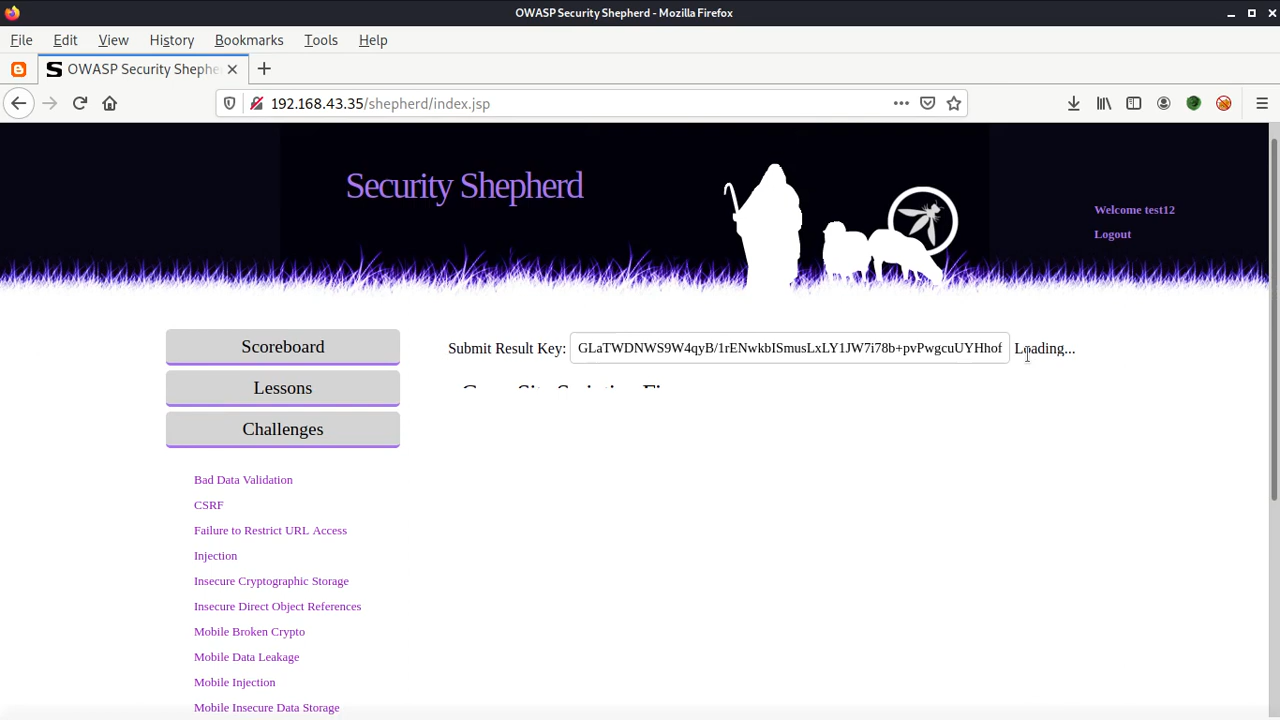 OWASP Security Shepherd - Mozilla Firefox
File Edit View History Bookmarks Tools Help
OWASP Security Shephe
192.168.43.35/shepherd/index.jsp
Security Shepherd
Welcome test12
Logout
Scoreboard
Lessons
Challenges
Submit Result Key: GLaTWDNWS9W4qyB/1rENwkbISmusLxLY1JW7i78b+pvPwgcuUYHhof Loading...
Bad Data Validation
CSRF
Failure to Restrict URL Access
Injection
Insecure Cryptographic Storage
Insecure Direct Object References
Mobile Broken Crypto
Mobile Data Leakage
Mobile Injection
Mobile Insecure Data Storage